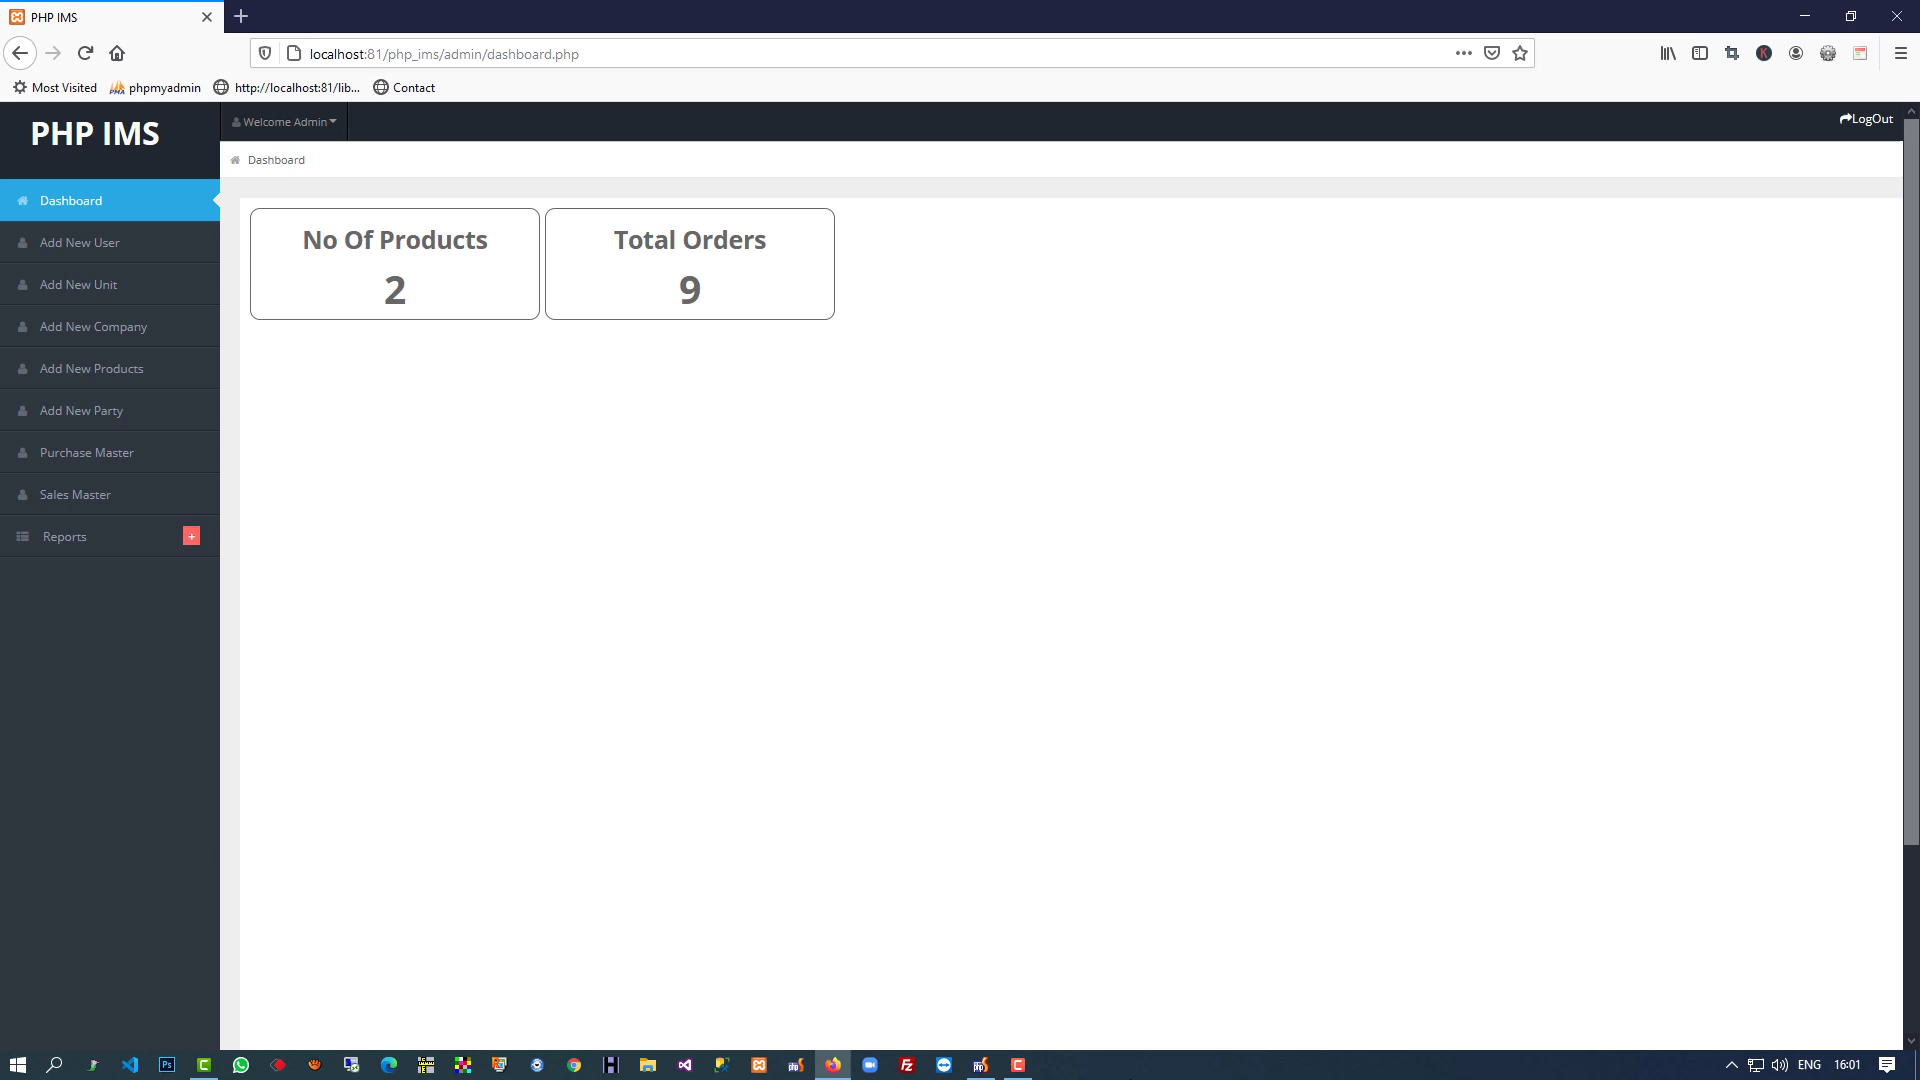 PHP IMS
localhost:81/php_ims/admin/dashboard.php
Most Visited
phpmyadmin
http://localhost:81/lib...
Contact
PHP IMS
Welcome Admin
LogOut
Dashboard
Dashboard
Add New User
Add New Unit
Add New Company
Add New Products
Add New Party
Purchase Master
Sales Master
Reports
+
No Of Products
2
Total Orders
9
ENG
16:01